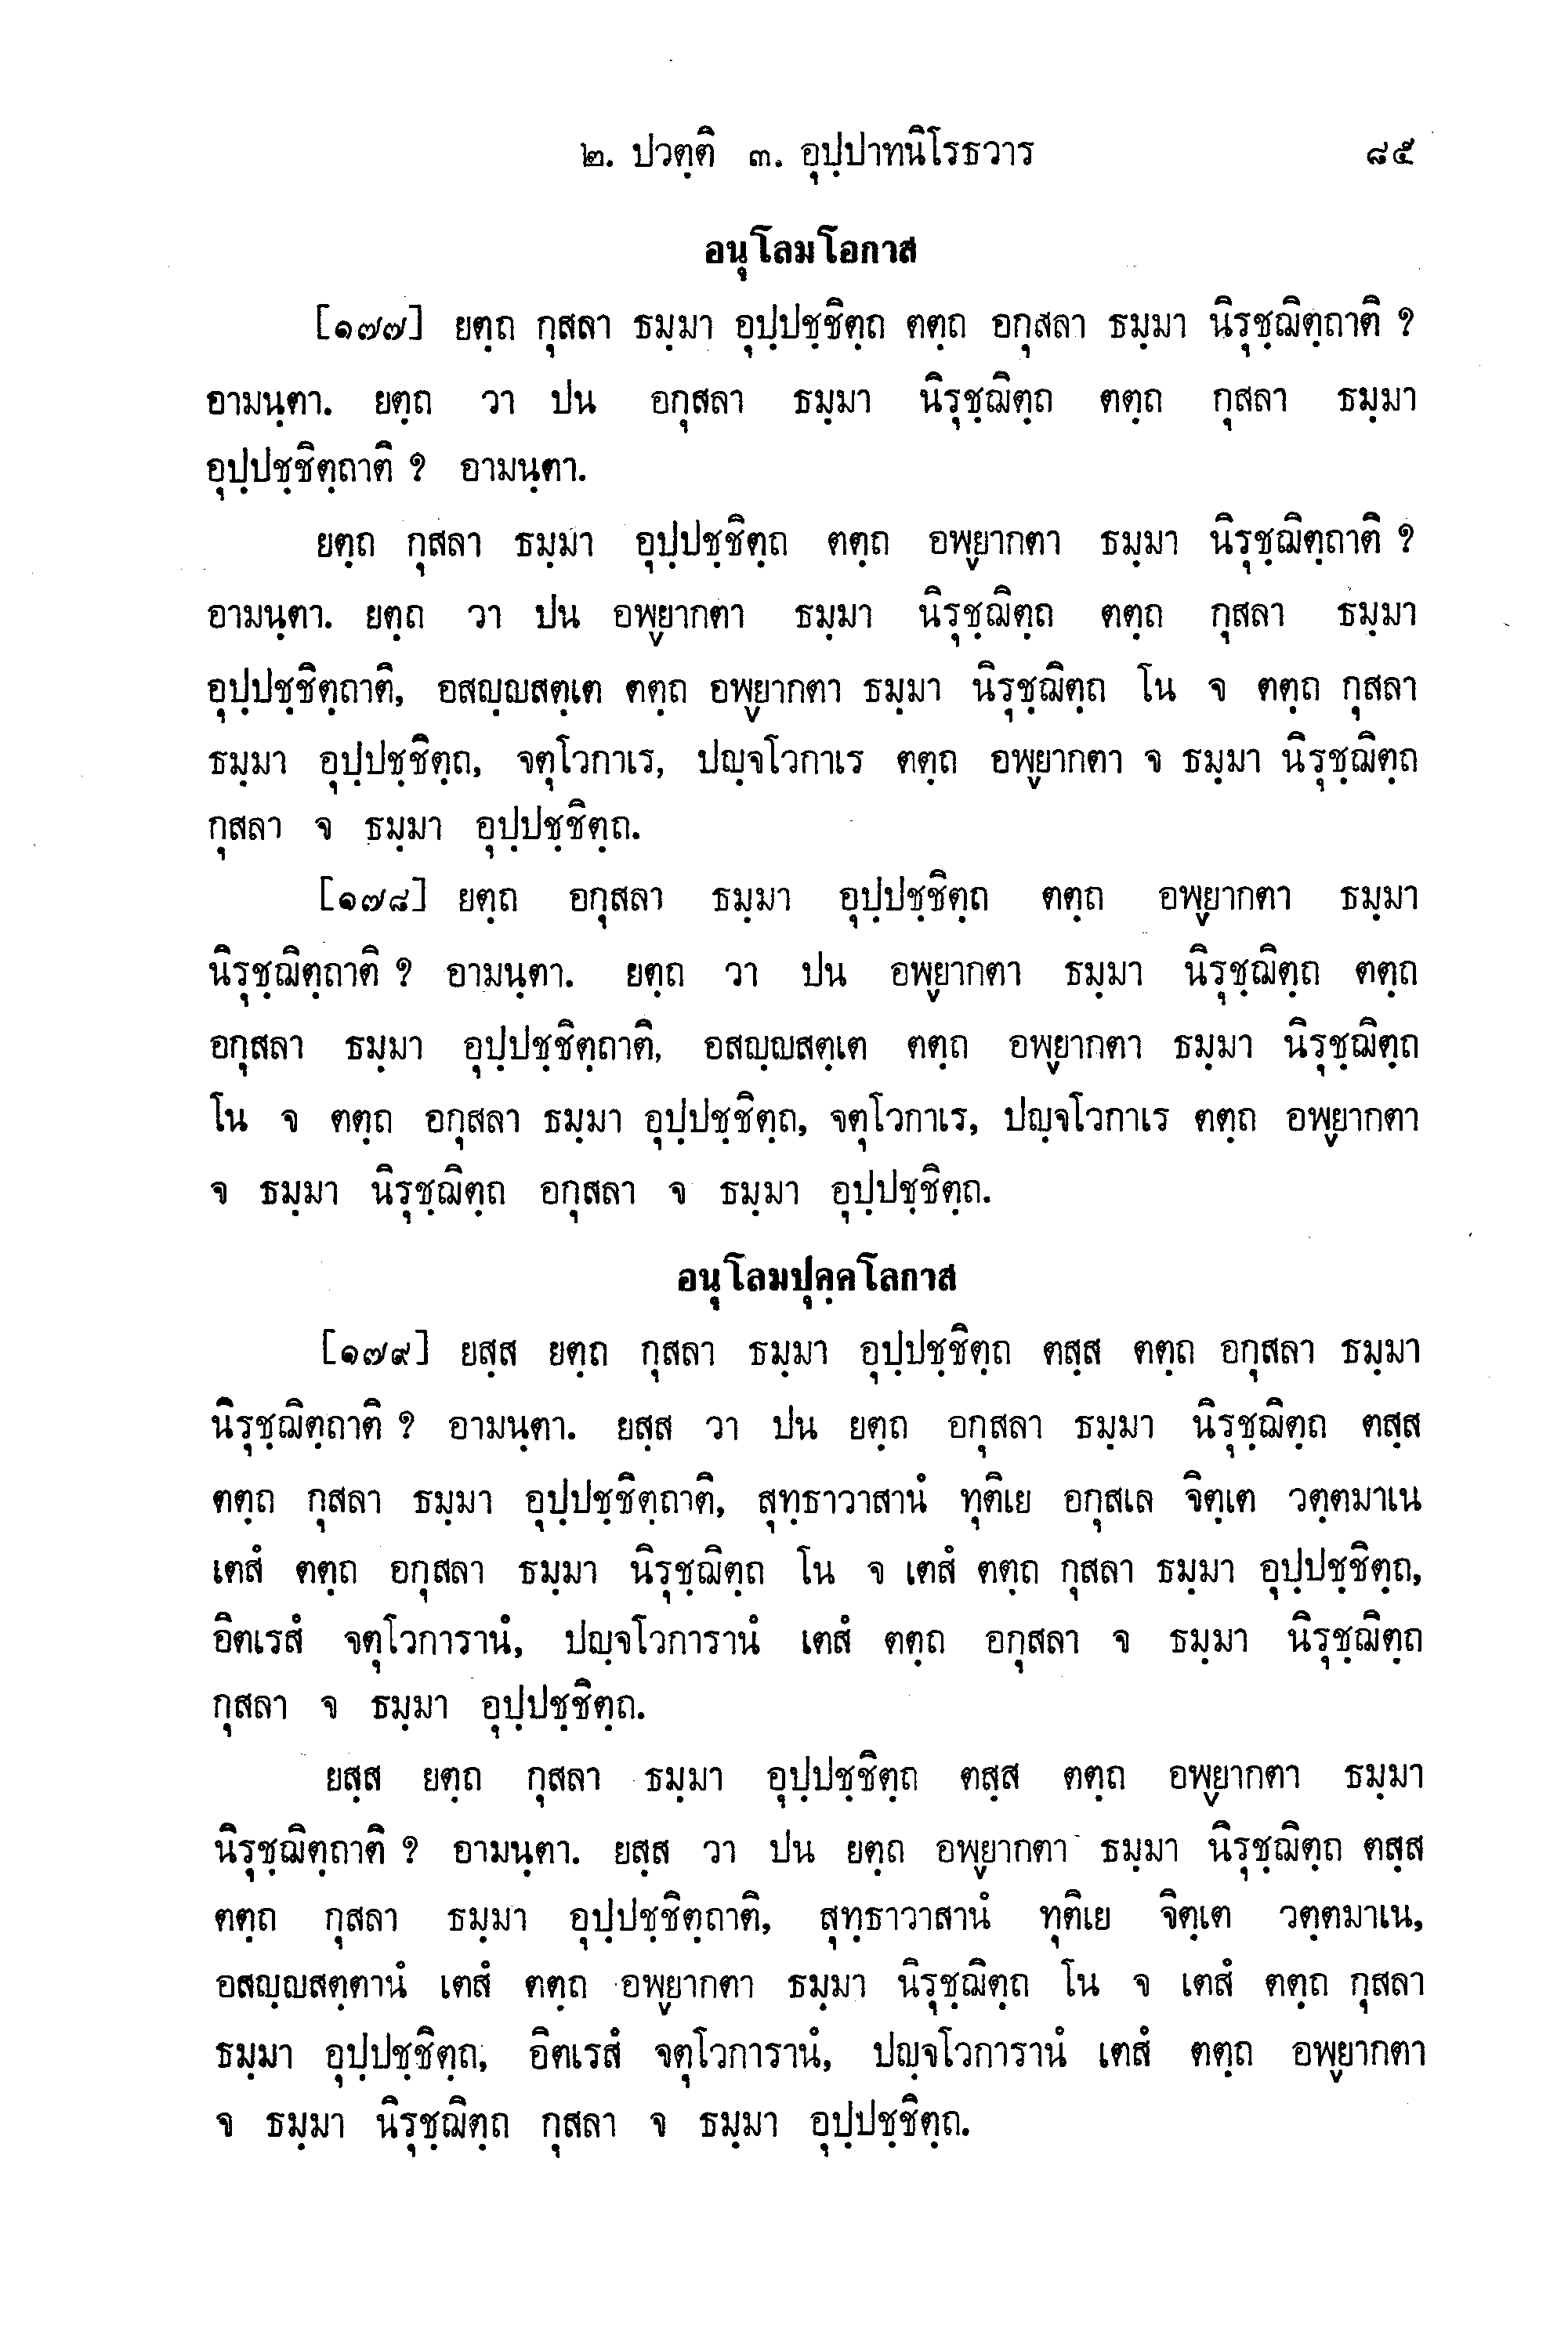 ๒. ปวตฺติ ๓. อุปฺปาทนิโรธวาร ๘๕
อนุโลมโอกาส
[๑๗๗] ยตฺถ กุสลา ธมฺมา อุปฺปชฺชิตฺถ ตตฺถ อกุสลา ธมฺมา นิรุชฺฌิตฺถาติ ?
อามนฺตา. ยตฺถ วา ปน อกุสลา ธมฺมา นิรุชฺฌิตฺถ ตตฺถ กุสลา ธมฺมา
อุปฺปชฺชิตฺถาติ ? อามนฺตา.
ยตฺถ กุสลา ธมฺมา อุปฺปชฺชิตฺถ ตตฺถ อพฺยากตา ธมฺมา นิรุชฺฌิตฺถาติ ?
อามนฺตา. ยตฺถ วา ปน อพฺยากตา ธมฺมา นิรุชฺฌิตฺถ ตตฺถ กุสลา ธมฺมา
อุปฺปชฺชิตฺถาติ, อสญฺญสตฺเต ตตฺถ อพฺยากตา ธมฺมา นิรุชฺฌิตฺถ โน จ ตตฺถ กุสลา
ธมฺมา อุปฺปชฺชิตฺถ, จตุโวกาเร, ปญฺจโวกาเร ตตฺถ อพฺยากตา จ ธมฺมา นิรุชฺฌิตฺถ
กุสลา จ ธมฺมา อุปฺปชฺชิตฺถ.
[๑๗๘] ยตฺถ อกุสลา ธมฺมา อุปฺปชฺชิตฺถ ตตฺถ อพฺยากตา ธมฺมา
นิรุชฺฌิตฺถาติ ? อามนฺตา. ยตฺถ วา ปน อพฺยากตา ธมฺมา นิรุชฺฌิตฺถ ตตฺถ
อกุสลา ธมฺมา อุปฺปชฺชิตฺถาติ, อสญฺญสตฺเต ตตฺถ อพฺยากตา ธมฺมา นิรุชฺฌิตฺถ
โน จ ตตฺถ อกุสลา ธมฺมา อุปฺปชฺชิตฺถ, จตุโวกาเร, ปญฺจโวกาเร ตตฺถ อพฺยากตา
จ ธมฺมา นิรุชฺฌิตฺถ อกุสลา จ ธมฺมา อุปฺปชฺชิตฺถ.
อนุโลมปุคฺคโลกาส
[๑๗๙] ยสฺส ยตฺถ กุสลา ธมฺมา อุปฺปชฺชิตฺถ ตสฺส ตตฺถ อกุสลา ธมฺมา
นิรุชฺฌิตฺถาติ ? อามนฺตา. ยสฺส วา ปน ยตฺถ อกุสลา ธมฺมา นิรุชฺฌิตฺถ ตสฺส
ตตฺถ กุสลา ธมฺมา อุปฺปชฺชิตฺถาติ, สุทฺธาวาสานํ ทุติเย อกุสเล จิตฺเต วตฺตมาเน
เตสํ ตตฺถ อกุสลา ธมฺมา นิรุชฺฌิตฺถ โน จ เตสํ ตตฺถ กุสลา ธมฺมา อุปฺปชฺชิตฺถ,
อิตเรสํ จตุโวการานํ, ปญฺจโวการานํ เตสํ ตตฺถ อกุสลา จ ธมฺมา นิรุชฺฌิตฺถ
กุสลา จ ธมฺมา อุปฺปชฺชิตฺถ.
ยสฺส ยตฺถ กุสลา ธมฺมา อุปฺปชฺชิตฺถ ตสฺส ตตฺถ อพฺยากตา ธมฺมา
นิรุชฺฌิตฺถาติ ? อามนฺตา. ยสฺส วา ปน ยตฺถ อพฺยากตา ธมฺมา นิรุชฺฌิตฺถ ตสฺส
ตตฺถ กุสลา ธมฺมา อุปฺปชฺชิตฺถาติ, สุทฺธาวาสานํ ทุติเย จิตฺเต วตฺตมาเน,
อสญฺญสตฺตานํ เตสํ ตตฺถ อพฺยากตา ธมฺมา นิรุชฺฌิตฺถ โน จ เตสํ ตตฺถ กุสลา
ธมฺมา อุปฺปชฺชิตฺถ, อิตเรสํ จตุโวการานํ, ปญฺจโวการานํ เตสํ ตตฺถ อพฺยากตา
จ ธมฺมา นิรุชฺฌิตฺถ กุสลา จ ธมฺมา อุปฺปชฺชิตฺถ.